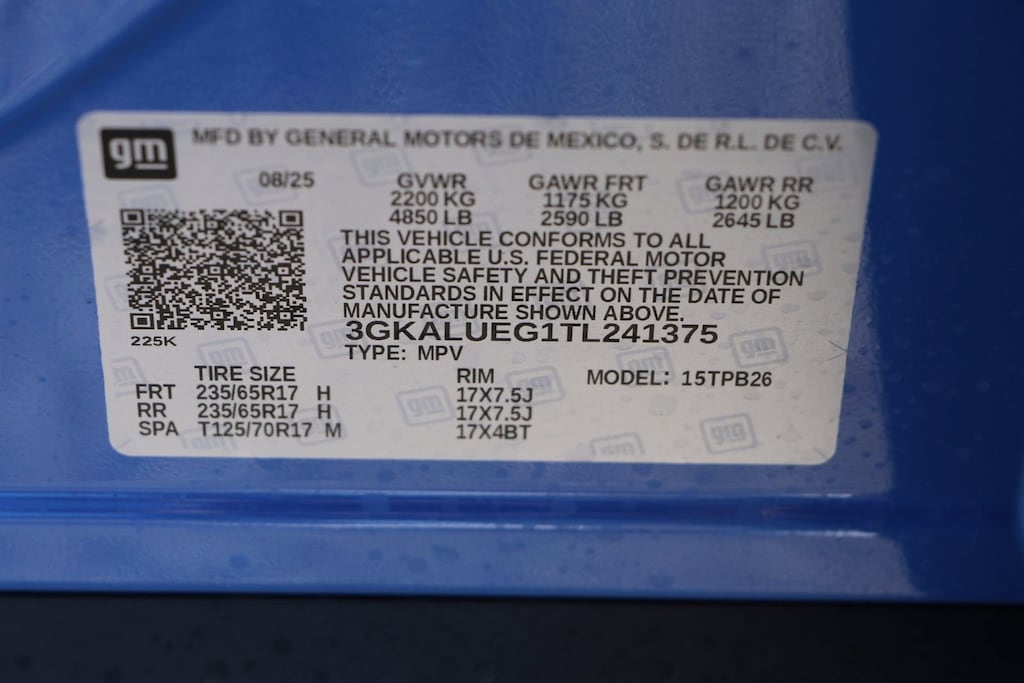 gm MFD BY GENERAL MOTORS DE MEXICO, S. DE R.L. DE C.V.
08/25 GVWR GAWR FRT GAWR RR
2200 KG 1175 KG 1200 KG
4850 LB 2590 LB 2645 LB
THIS VEHICLE CONFORMS TO ALL
APPLICABLE U.S. FEDERAL MOTOR
VEHICLE SAFETY AND THEFT PREVENTION
STANDARDS IN EFFECT ON THE DATE OF
MANUFACTURE SHOWN ABOVE.
225K
3GKALUEG1TL241375
TYPE: MPV
TIRE SIZE RIM MODEL: 15TPB26
FRT 235/65R17 H 17X7.5J
RR 235/65R17 H 17X7.5J
SPA T125/70R17 M 17X4BT